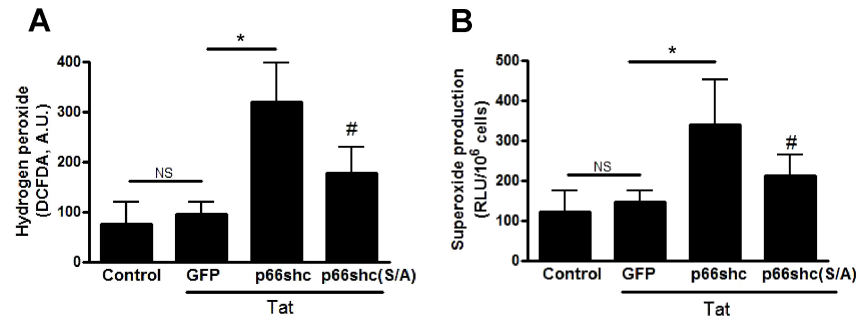 A
*
400
300
200
100
0
Hydrogen peroxide
(DCFDA, A.U.)
NS
#
Control GFP p66shc p66shc(S/A)
Tat
B
*
500
400
300
200
100
0
Superoxide production
(RLU/10⁶ cells)
NS
#
Control GFP p66shc p66shc(S/A)
Tat